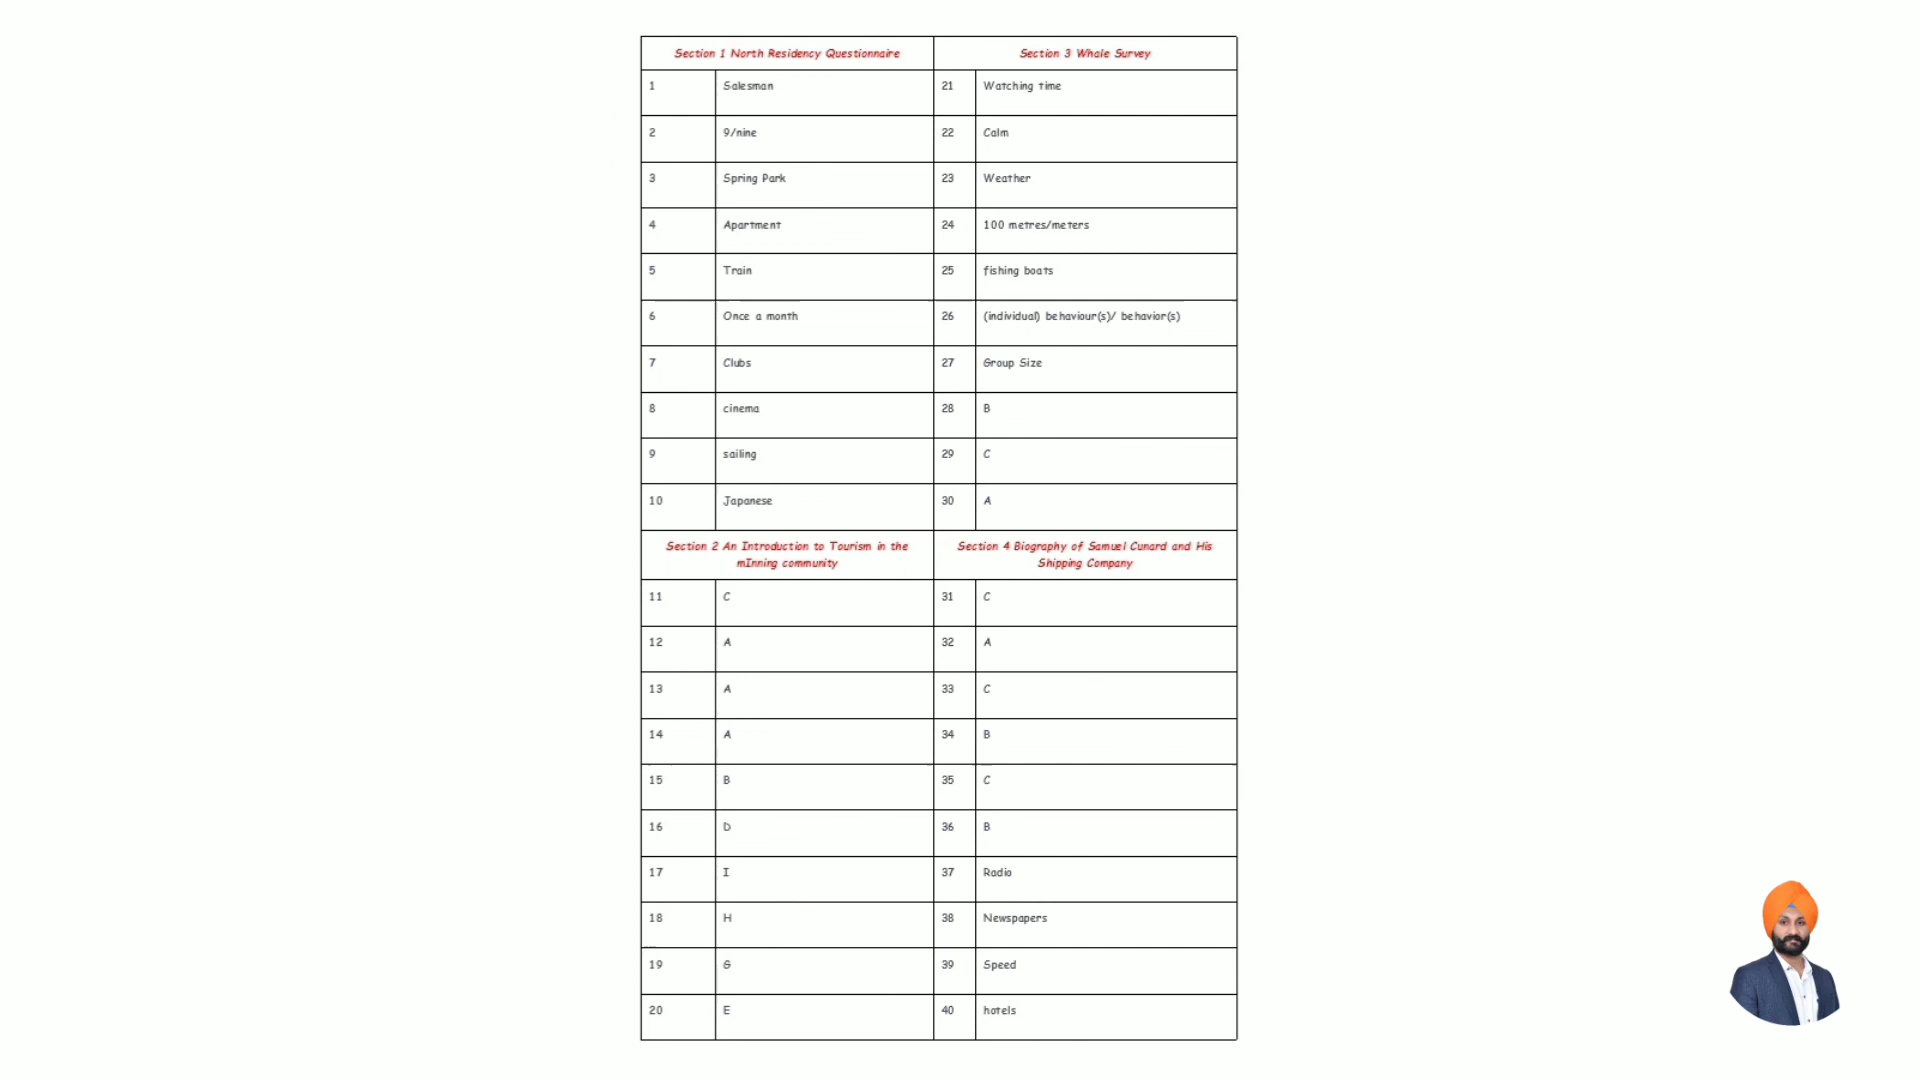 Section 1 North Residency Questionnaire
1 Salesman
2 9/nine
3 Spring Park
4 Apartment
5 Train
6 Once a month
7 Clubs
8 cinema
9 sailing
10 Japanese
Section 2 An Introduction to Tourism in the
mInning community
11 C
12 A
13 A
14 A
15 B
16 D
17 I
18 H
19 G
20 E
Section 3 Whale Survey
21 Watching time
22 Calm
23 Weather
24 100 metres/meters
25 fishing boats
26 (individual) behaviour(s)/ behavior(s)
27 Group Size
28 B
29 C
30 A
Section 4 Biography of Samuel Cunard and His
Shipping Company
31 C
32 A
33 C
34 B
35 C
36 B
37 Radio
38 Newspapers
39 Speed
40 hotels